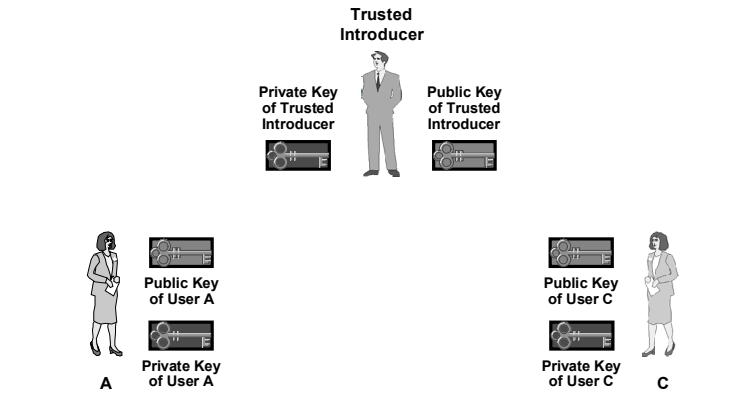 Trusted
Introducer
Private Key
of Trusted
Introducer
Public Key
of Trusted
Introducer
Public Key
of User A
Public Key
of User C
Private Key
of User A
Private Key
of User C
A
C